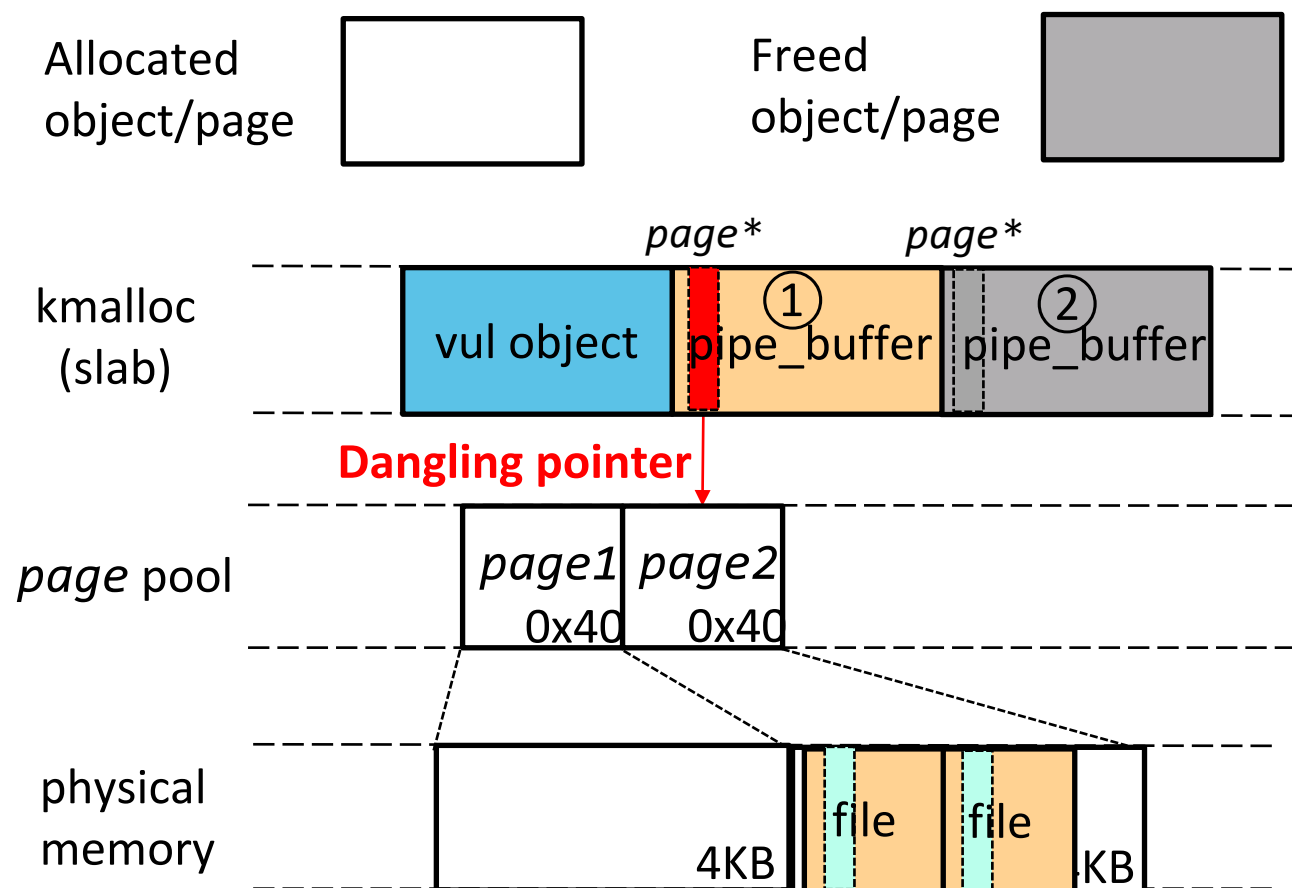 Allocated
object/page
Freed
object/page
page*
page*
kmalloc
(slab)
vul object
1
pipe_buffer
2
pipe_buffer
Dangling pointer
page pool
page1
0x40
page2
0x40
physical
memory
4KB
file
file
KB